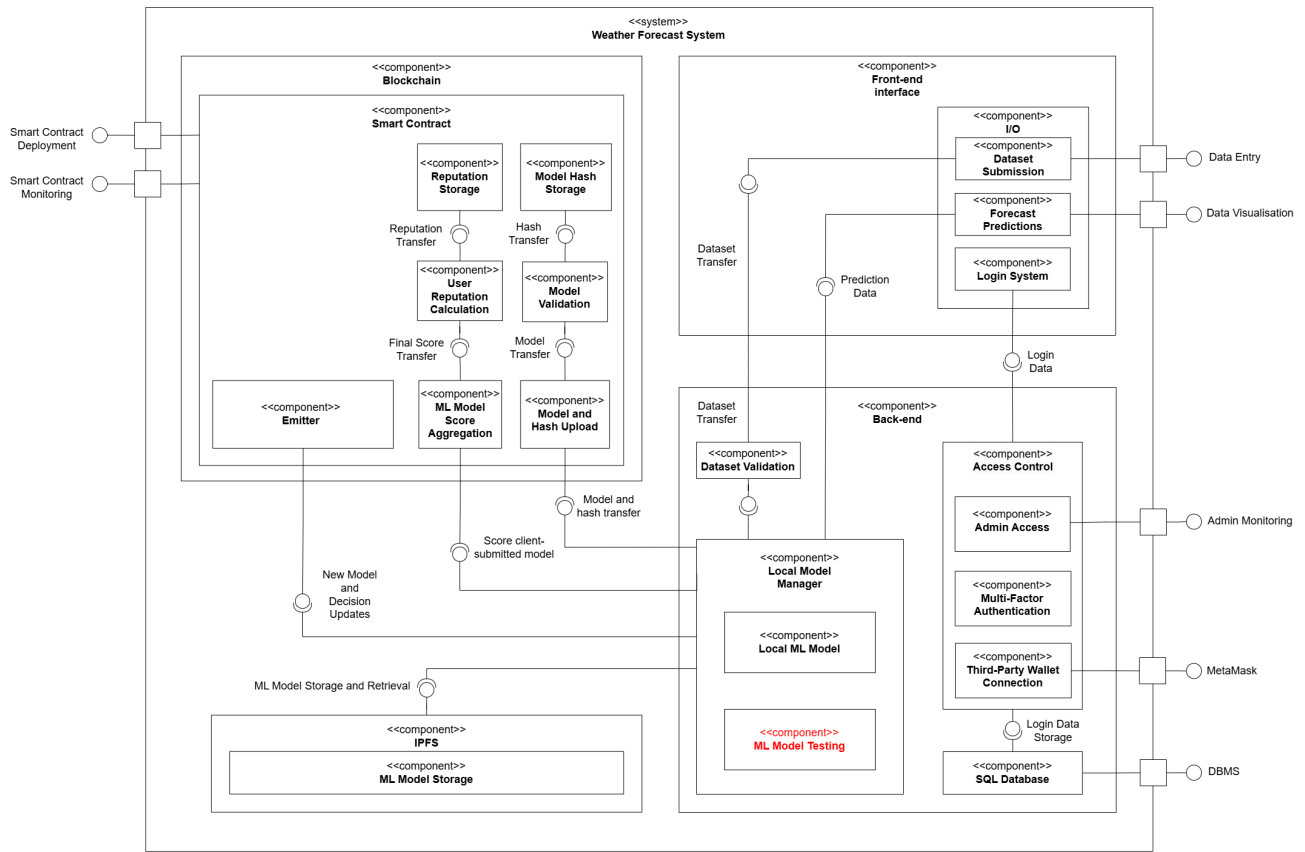 <<system>>
Weather Forecast System
<<component>>
Blockchain
<<component>>
Smart Contract
<<component>>
Reputation
Storage
<<component>>
Model Hash
Storage
Reputation
Transfer
Hash
Transfer
<<component>>
User
Reputation
Calculation
<<component>>
Model
Validation
Final Score
Transfer
Model
Transfer
<<component>>
Emitter
<<component>>
ML Model
Score
Aggregation
<<component>>
Model and
Hash Upload
Smart Contract
Deployment
Smart Contract
Monitoring
<<component>>
Front-end
interface
<<component>>
I/O
<<component>>
Dataset
Submission
<<component>>
Forecast
Predictions
<<component>>
Login System
Data Entry
Data Visualisation
Dataset
Transfer
Prediction
Data
Login
Data
Dataset
Transfer
<<component>>
Back-end
<<component>>
Dataset Validation
<<component>>
Access Control
<<component>>
Admin Access
<<component>>
Multi-Factor
Authentication
<<component>>
Third-Party Wallet
Connection
Login Data
Storage
<<component>>
SQL Database
Admin Monitoring
MetaMask
DBMS
Model and
hash transfer
Score client-
submitted model
New Model
and
Decision
Updates
<<component>>
Local Model
Manager
<<component>>
Local ML Model
<<component>>
ML Model Testing
ML Model Storage and Retrieval
<<component>>
IPFS
<<component>>
ML Model Storage